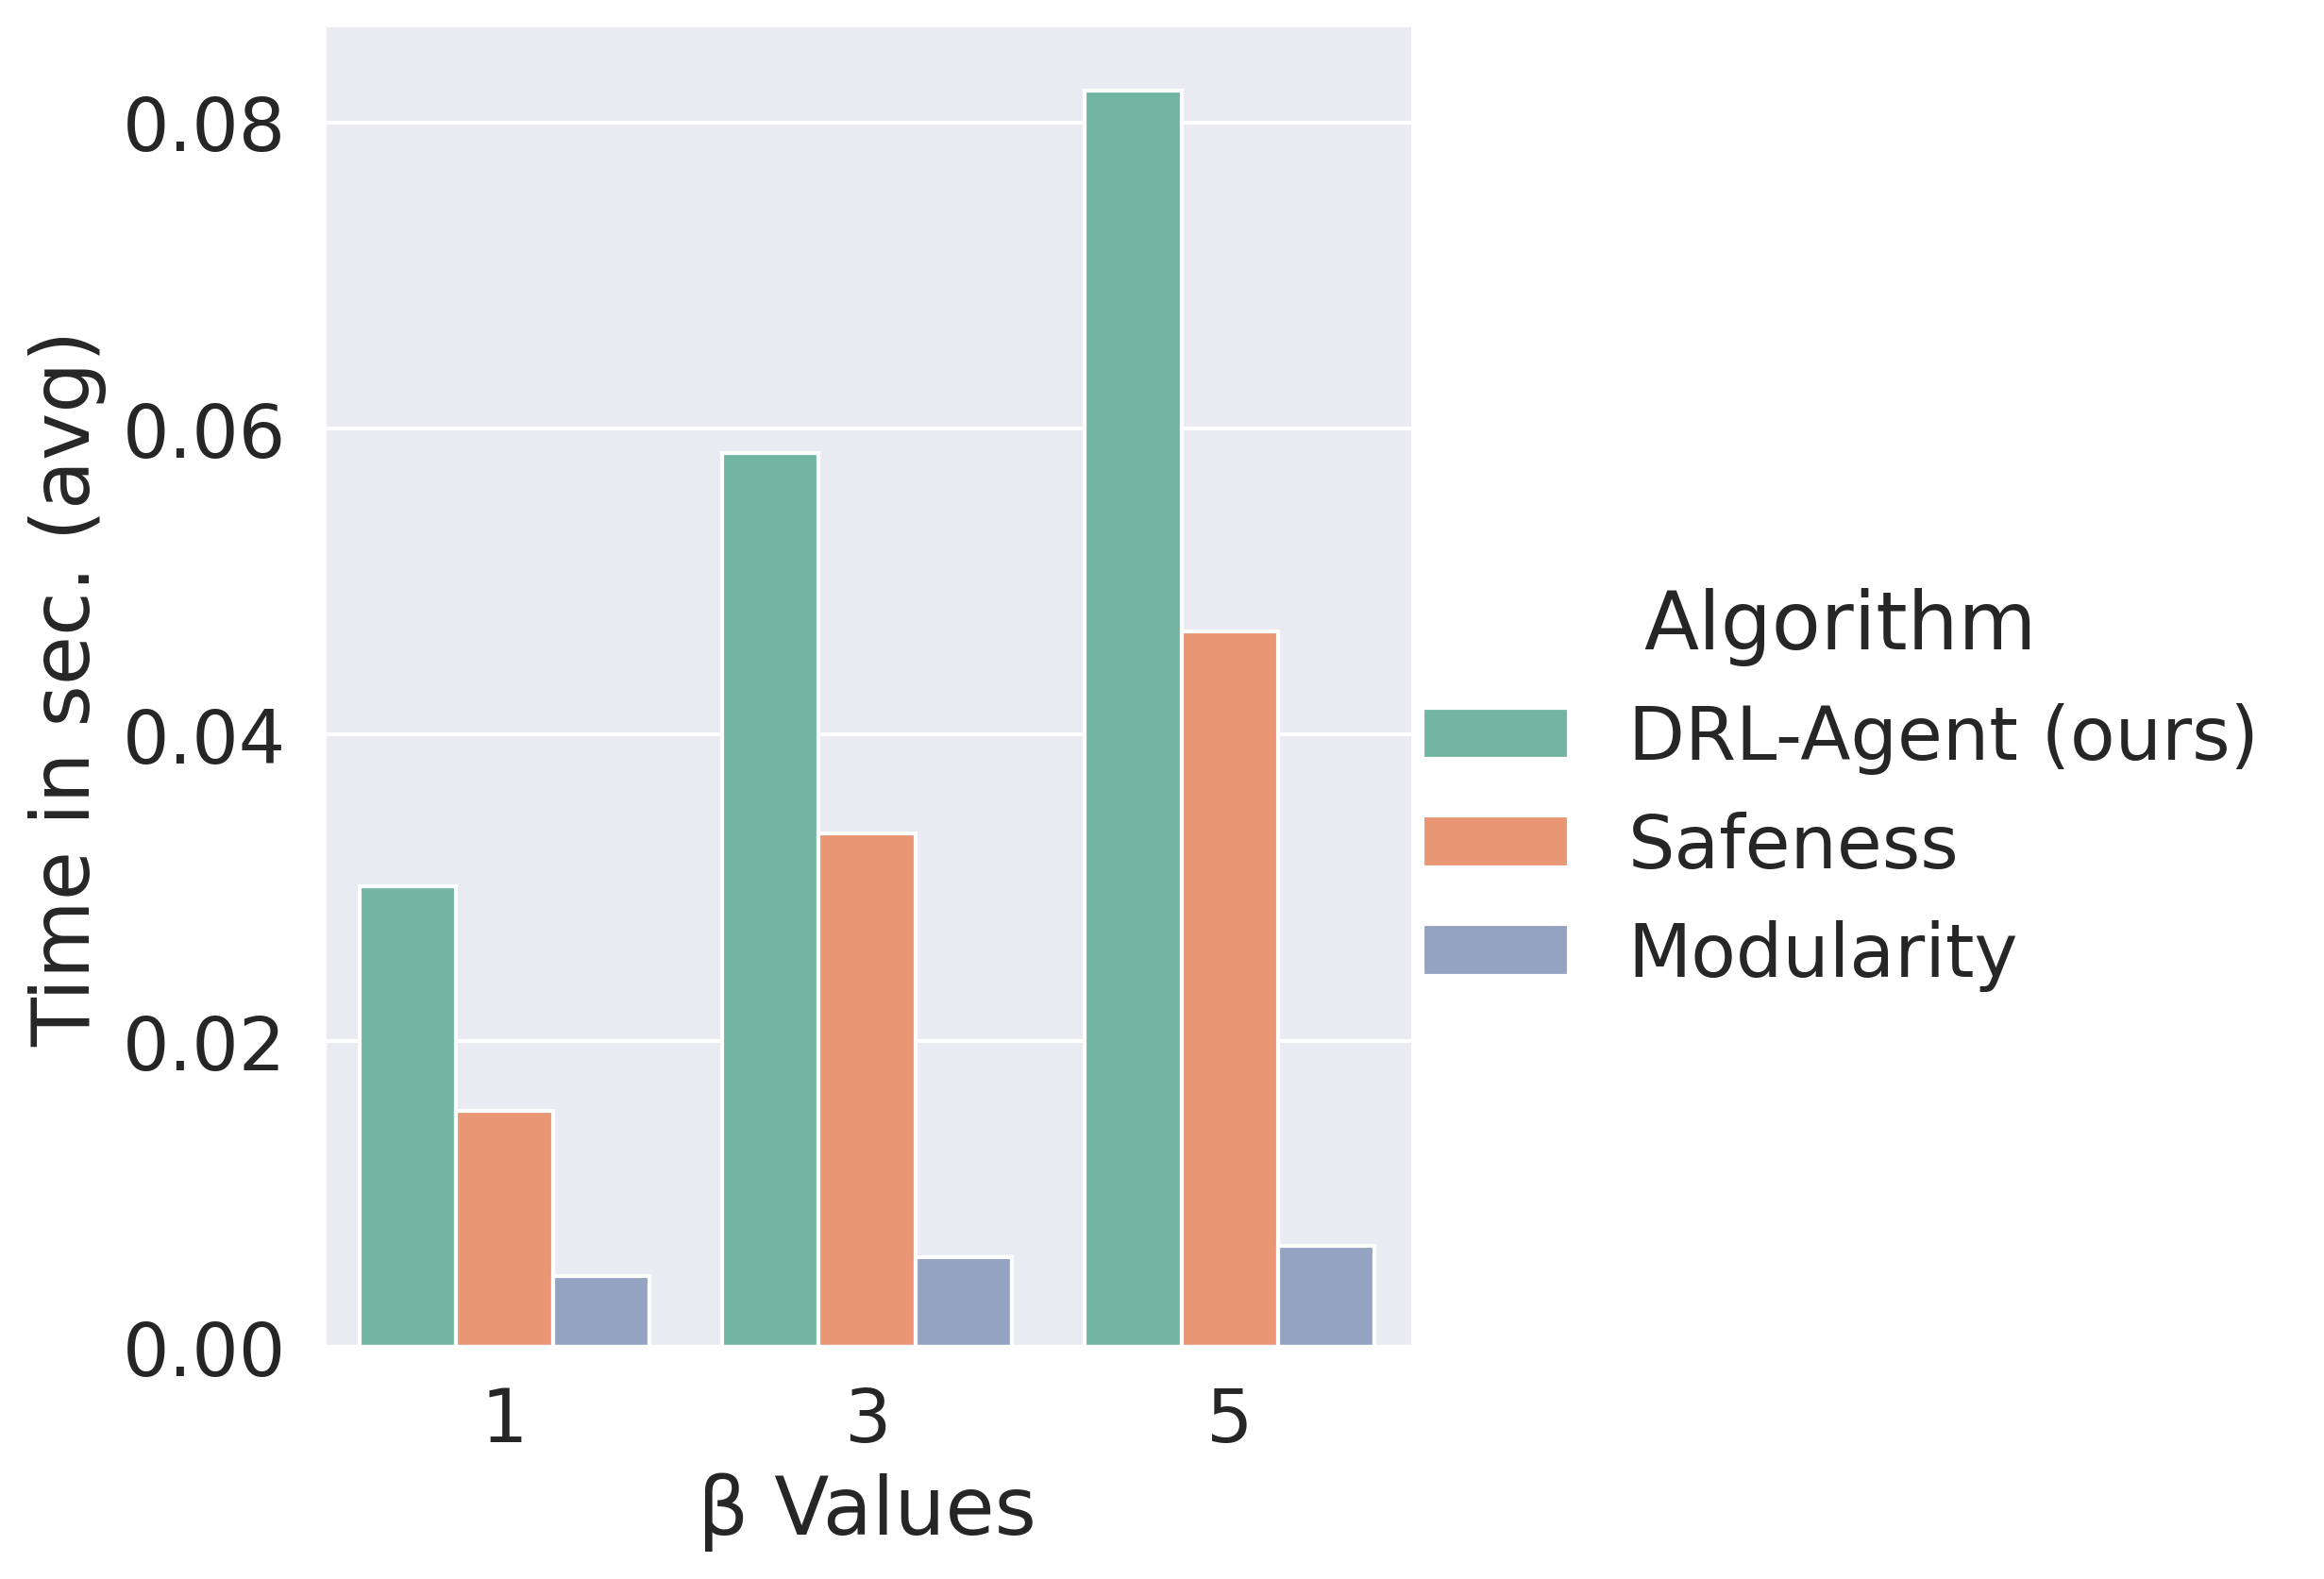 Time in sec. (avg)
0.08
0.06
0.04
0.02
0.00
1 3 5
β Values
Algorithm
DRL-Agent (ours)
Safeness
Modularity